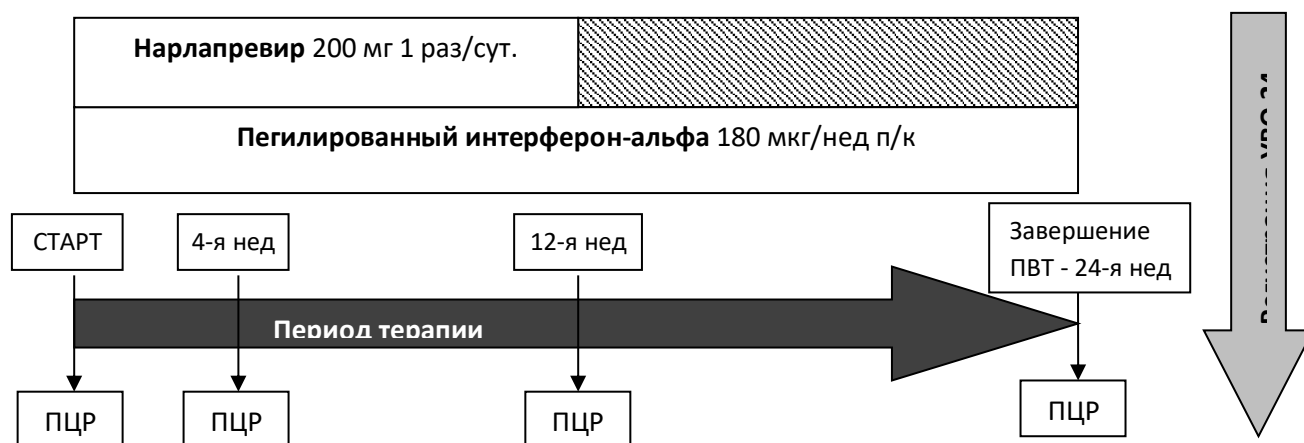 Нарлапревир 200 мг 1 раз/сут.
Пегилированный интерферон-альфа 180 мкг/нед п/к
СТАРТ
4-я нед
12-я нед
Завершение
ПВТ - 24-я нед
Период терапии
ПЦР
ПЦР
ПЦР
ПЦР